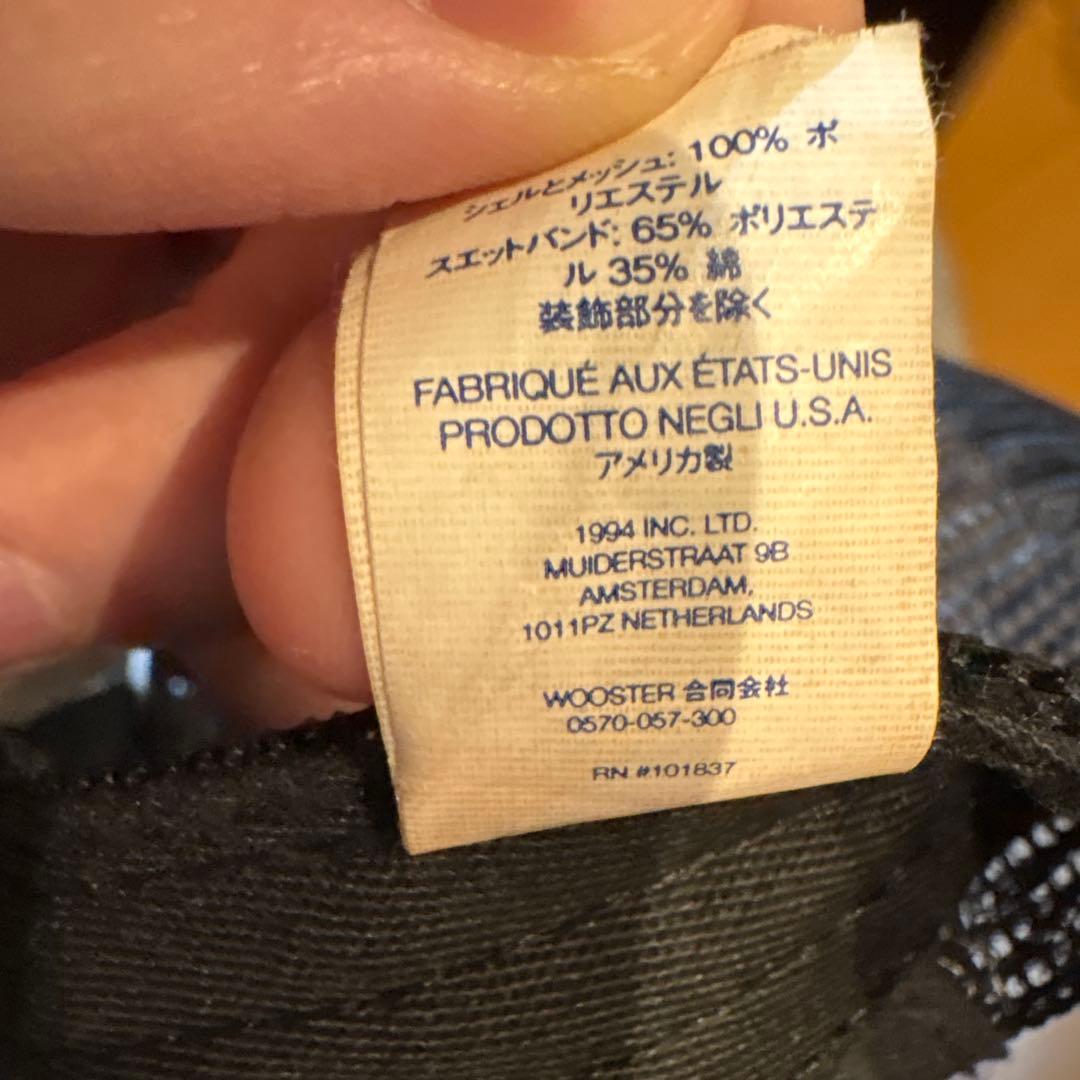 シェルとメッシュ: 100% ポ
リエステル
スエットバンド: 65% ポリエステ
ル 35% 綿
装飾部分を除く
FABRIQUÉ AUX ÉTATS-UNIS
PRODOTTO NEGLI U.S.A.
アメリカ製
1994 INC. LTD.
MUIDERSTRAAT 9B
AMSTERDAM,
1011PZ NETHERLANDS
WOOSTER 合同会社
0570-057-300
RN #101837